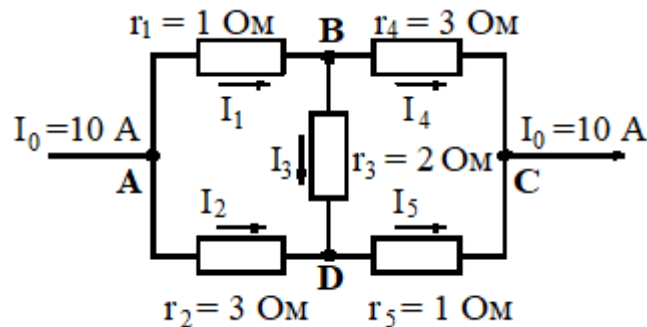 r₁ = 1 Ом B r₄ = 3 Ом
I₁ I₄
I₀ =10 А I₀ =10 А
I₃ r₃ = 2 Ом
A C
I₂ I₅
D
r₂ = 3 Ом r₅ = 1 Ом